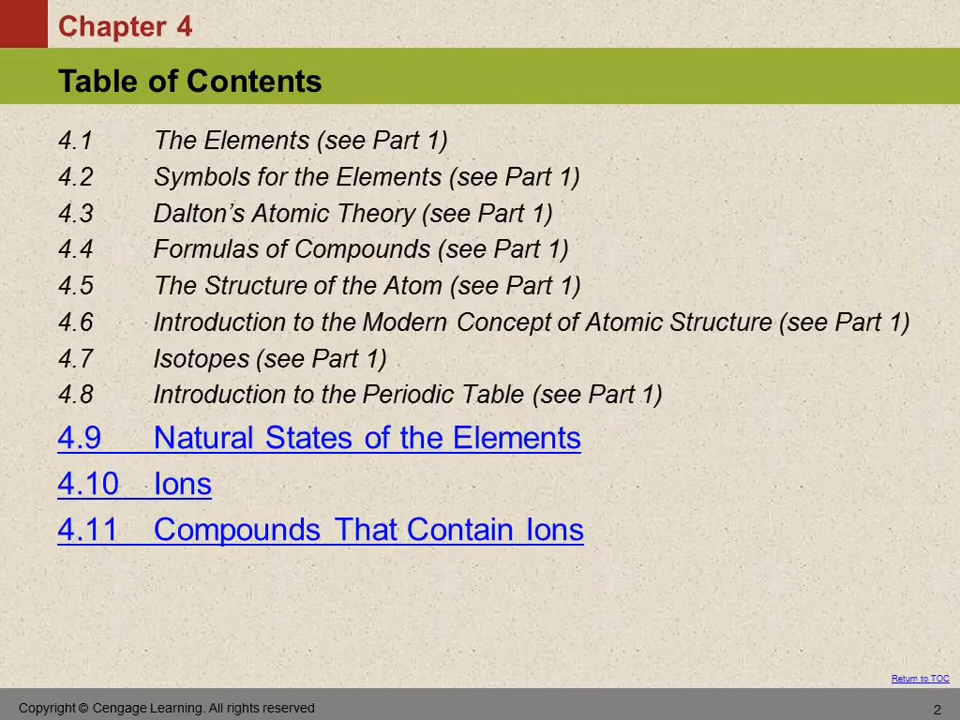 Chapter 4
Table of Contents
4.1 The Elements (see Part 1)
4.2 Symbols for the Elements (see Part 1)
4.3 Dalton’s Atomic Theory (see Part 1)
4.4 Formulas of Compounds (see Part 1)
4.5 The Structure of the Atom (see Part 1)
4.6 Introduction to the Modern Concept of Atomic Structure (see Part 1)
4.7 Isotopes (see Part 1)
4.8 Introduction to the Periodic Table (see Part 1)
4.9 Natural States of the Elements
4.10 Ions
4.11 Compounds That Contain Ions
Return to TOC
Copyright © Cengage Learning. All rights reserved 2